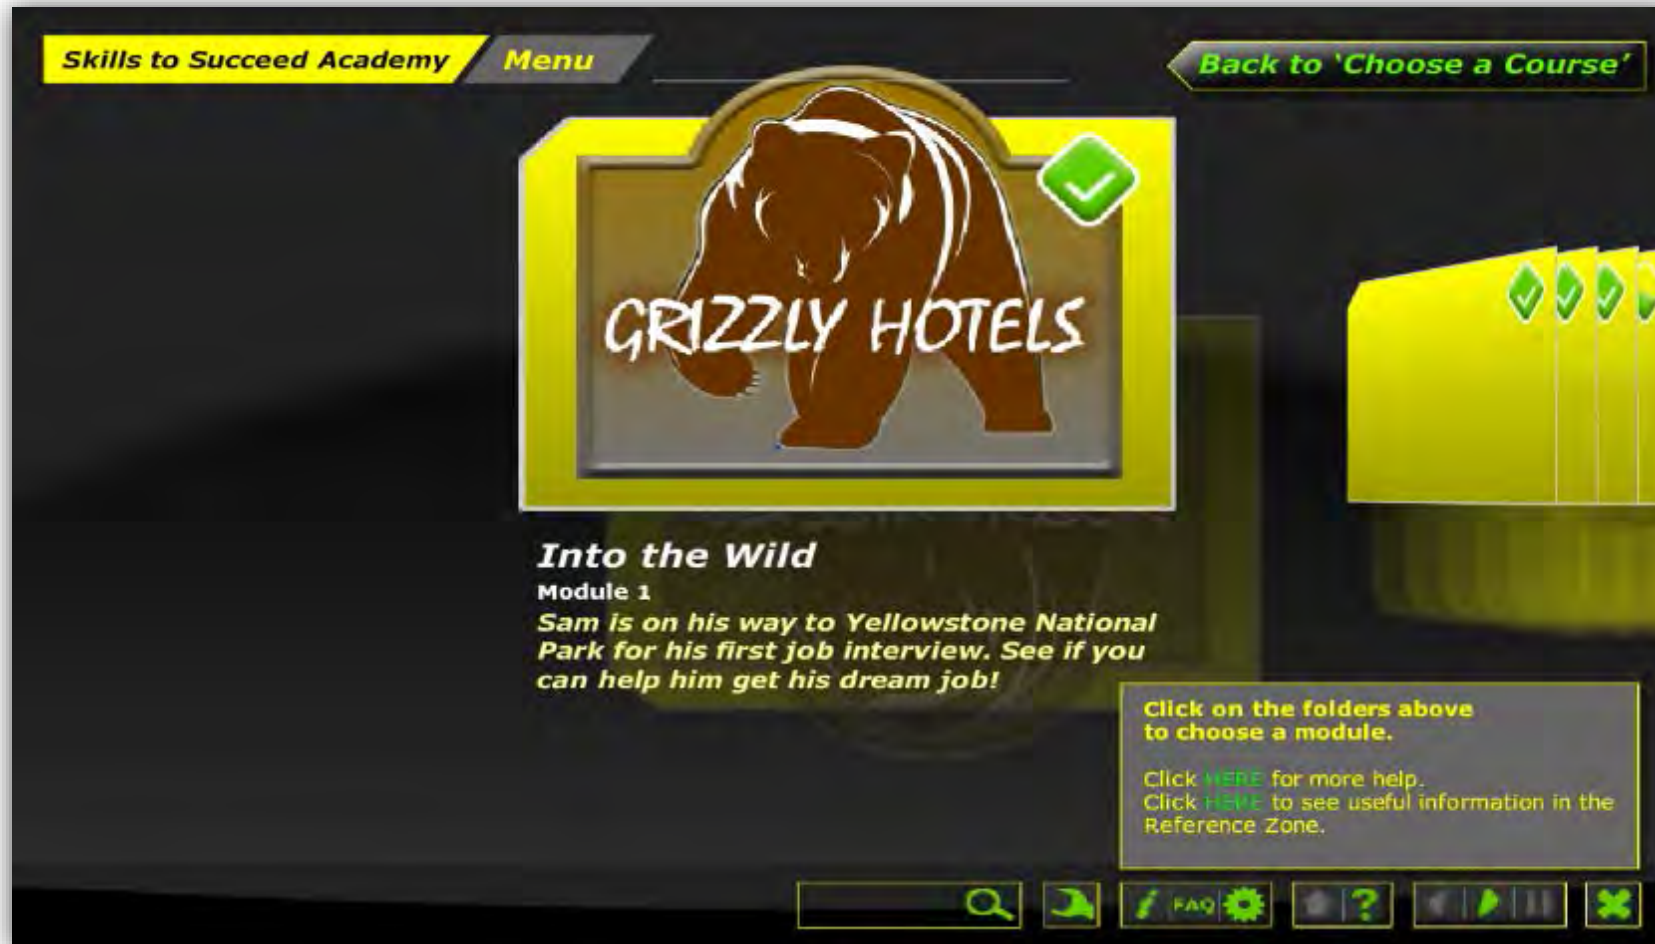 Skills to Succeed Academy
Menu
Back to ‘Choose a Course’
GRIZZLY HOTELS
Into the Wild
Module 1
Sam is on his way to Yellowstone National
Park for his first job interview. See if you
can help him get his dream job!
Click on the folders above
to choose a module.
Click HERE for more help.
Click HERE to see useful information in the
Reference Zone.
FAQ
?